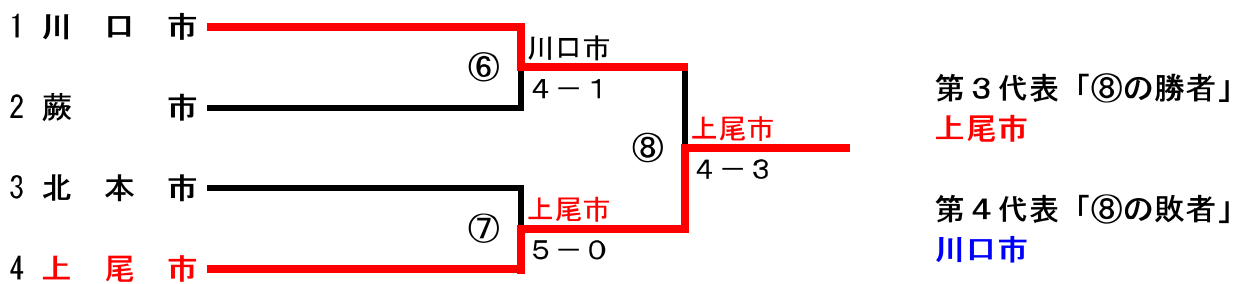 1 川口市
川口市
⑥
4－1
2 蕨市
第3代表「⑧の勝者」
上尾市
上尾市
⑧
4－3
3 北本市
上尾市
⑦
5－0
4 上尾市
第4代表「⑧の敗者」
川口市